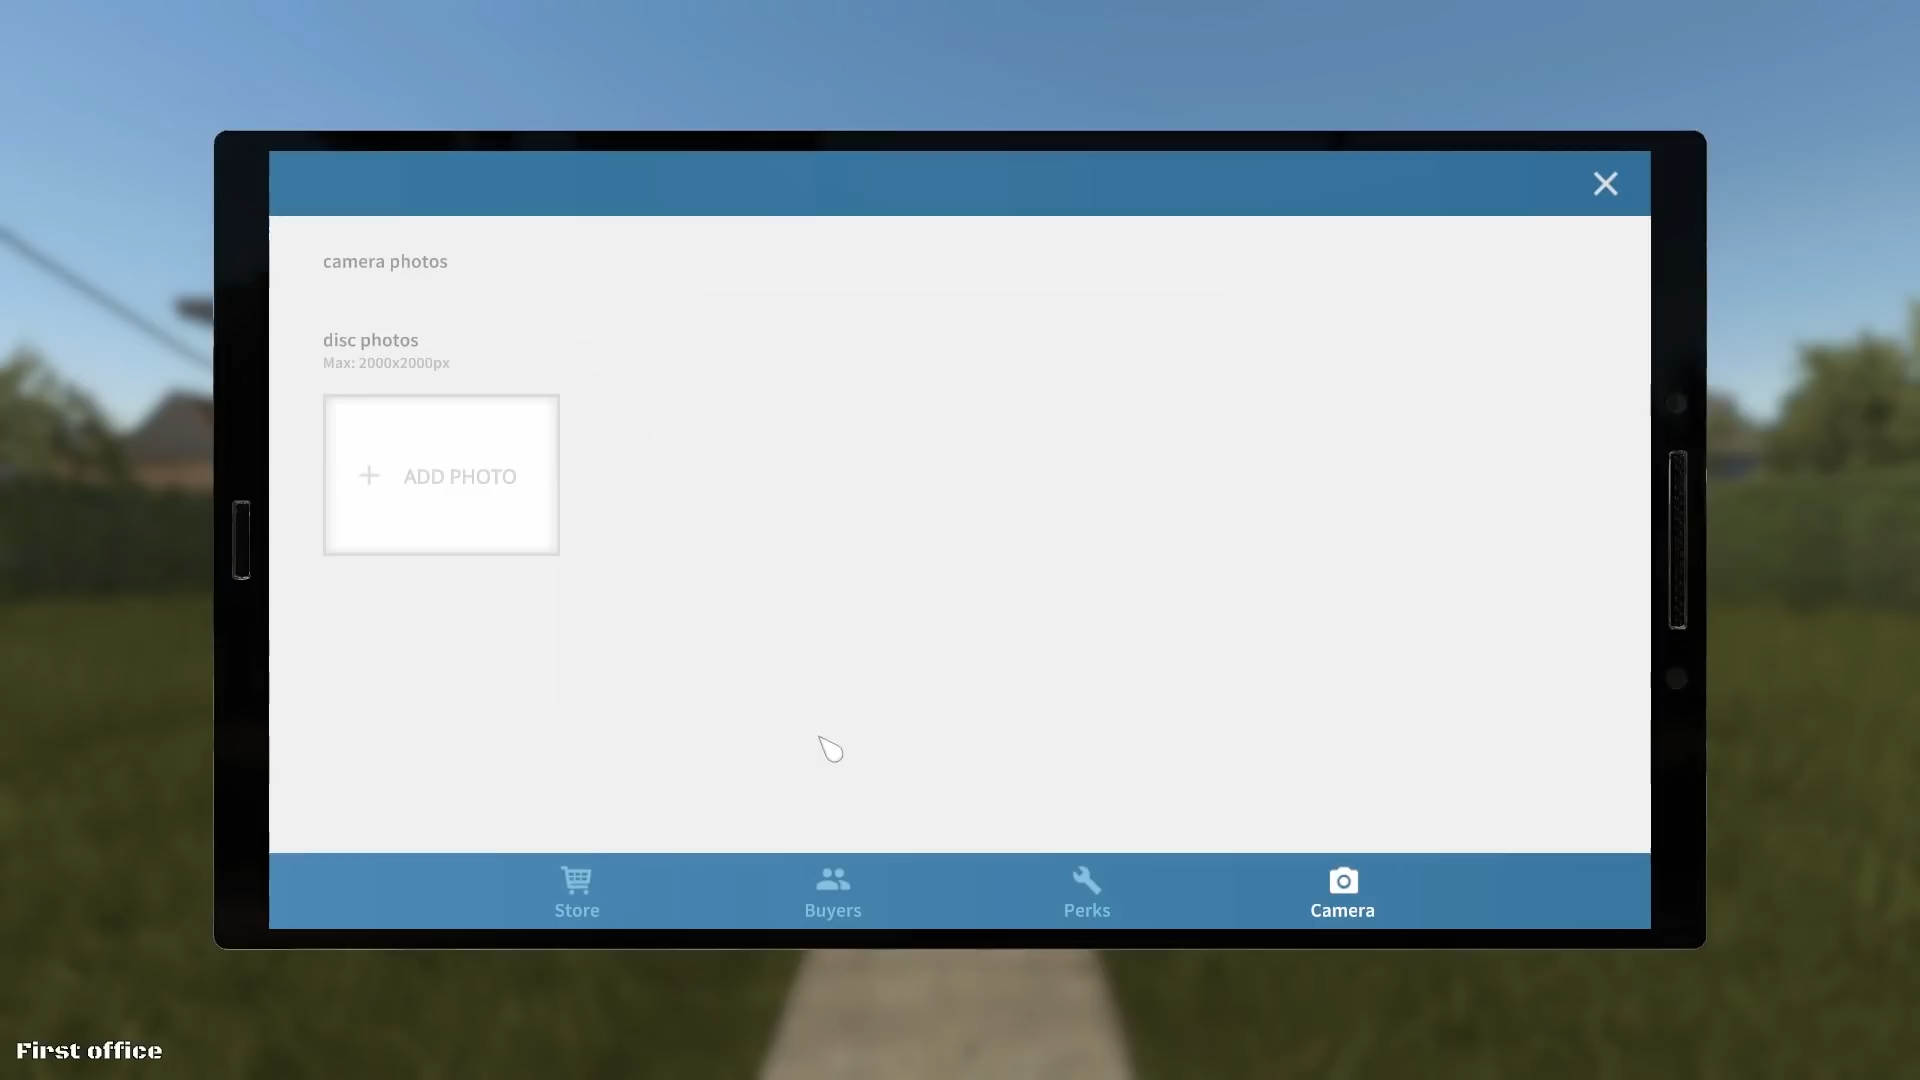 camera photos
disc photos
Max: 2000x2000px
+ ADD PHOTO
Store
Buyers
Perks
Camera
First office